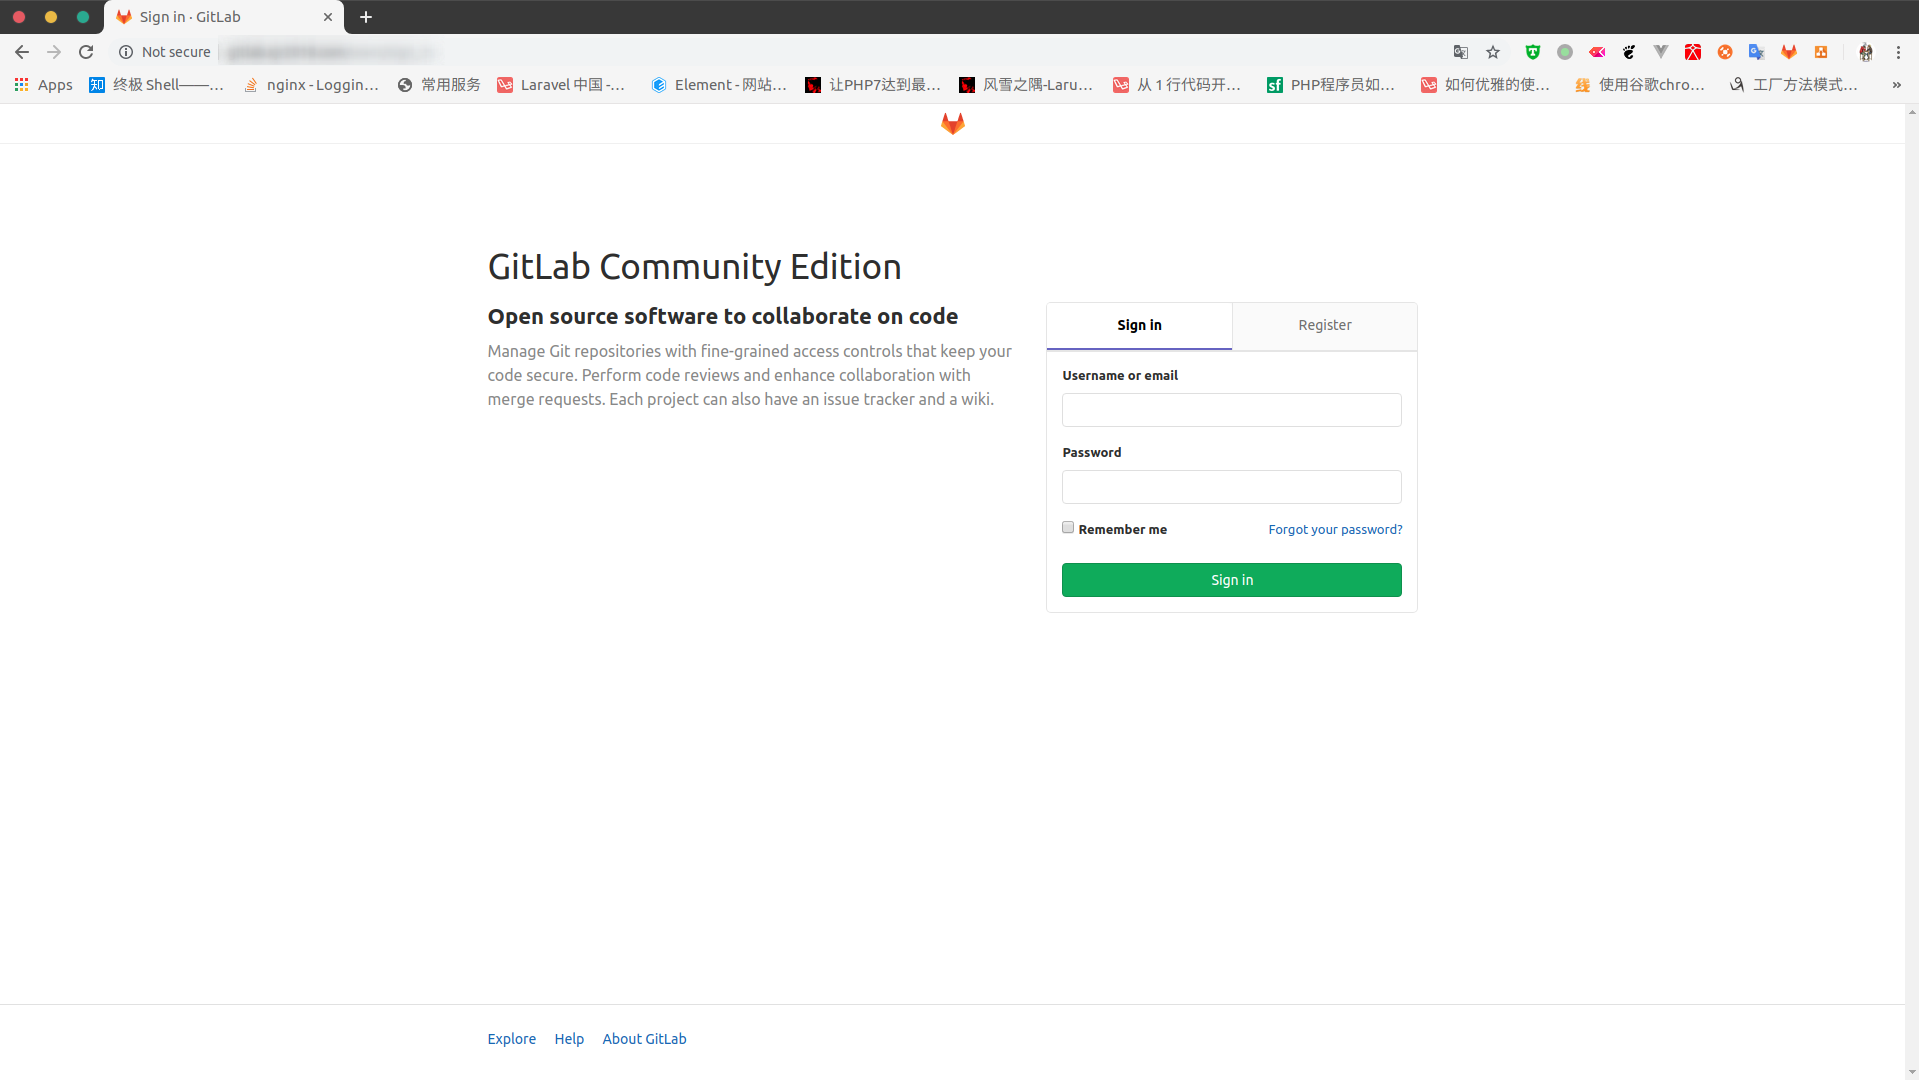 Sign in · GitLab
Not secure
Apps
知 终极 Shell——...
nginx - Loggin...
常用服务
Laravel 中国 -...
Element - 网站...
让PHP7达到最...
风雪之隅-Laru...
从 1 行代码开...
sf PHP程序员如...
如何优雅的使...
线 使用谷歌chro...
工厂方法模式...
»
GitLab Community Edition
Open source software to collaborate on code
Manage Git repositories with fine-grained access controls that keep your
code secure. Perform code reviews and enhance collaboration with
merge requests. Each project can also have an issue tracker and a wiki.
Sign in
Register
Username or email
Password
Remember me
Forgot your password?
Sign in
Explore
Help
About GitLab